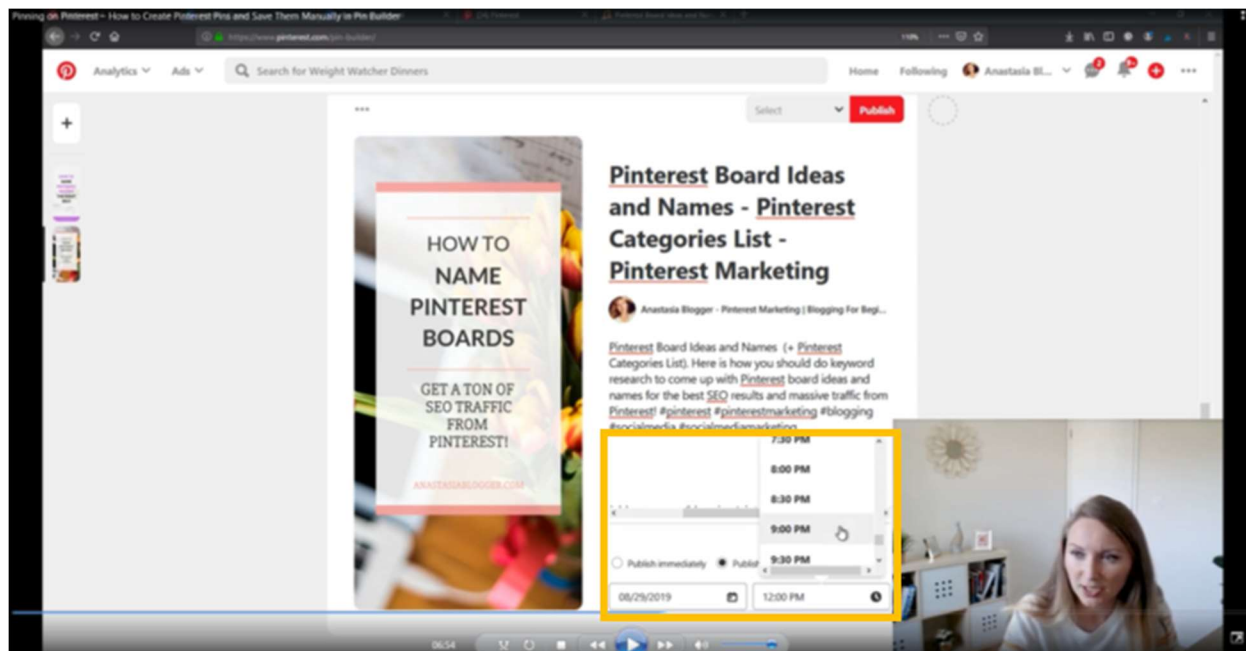 Pinning on Pinterest – How to Create Pinterest Pins and Save Them Manually in Pin Builder
https://www.pinterest.com/pin-builder/
110%
Analytics
Ads
Search for Weight Watcher Dinners
Home
Following
Anastasia Bl...
2
9+
Select
Publish
HOW TO
NAME
PINTEREST
BOARDS
GET A TON OF
SEO TRAFFIC
FROM
PINTEREST!
ANASTASIABLOGGER.COM
Pinterest Board Ideas
and Names - Pinterest
Categories List -
Pinterest Marketing
Anastasia Blogger - Pinterest Marketing | Blogging For Begi...
Pinterest Board Ideas and Names (+ Pinterest
Categories List). Here is how you should do keyword
research to come up with Pinterest board ideas and
names for the best SEO results and massive traffic from
Pinterest! #pinterest #pinterestmarketing #blogging
#socialmedia #socialmediamarketing
7:30 PM
8:00 PM
8:30 PM
9:00 PM
9:30 PM
Publish immediately
Publish
08/29/2019
12:00 PM
06:54